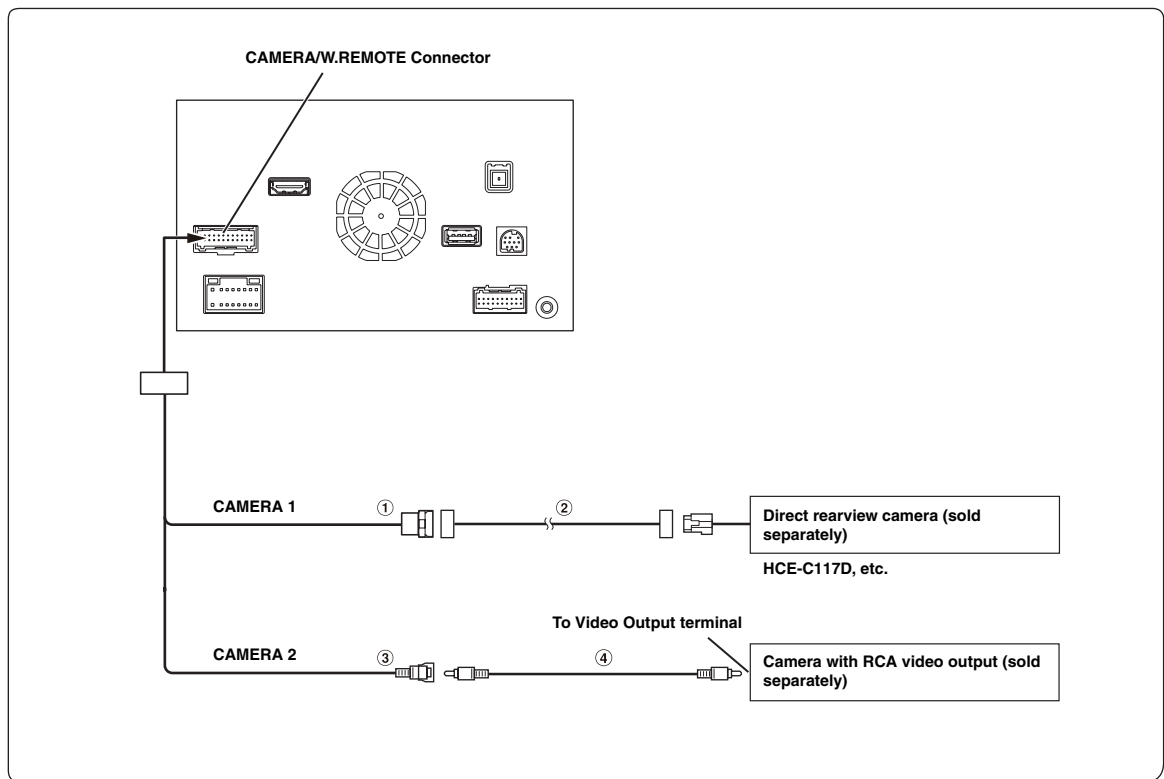 CAMERA/W.REMOTE Connector
CAMERA 1
①
②
Direct rearview camera (sold
separately)
HCE-C117D, etc.
To Video Output terminal
CAMERA 2
③
④
Camera with RCA video output (sold
separately)